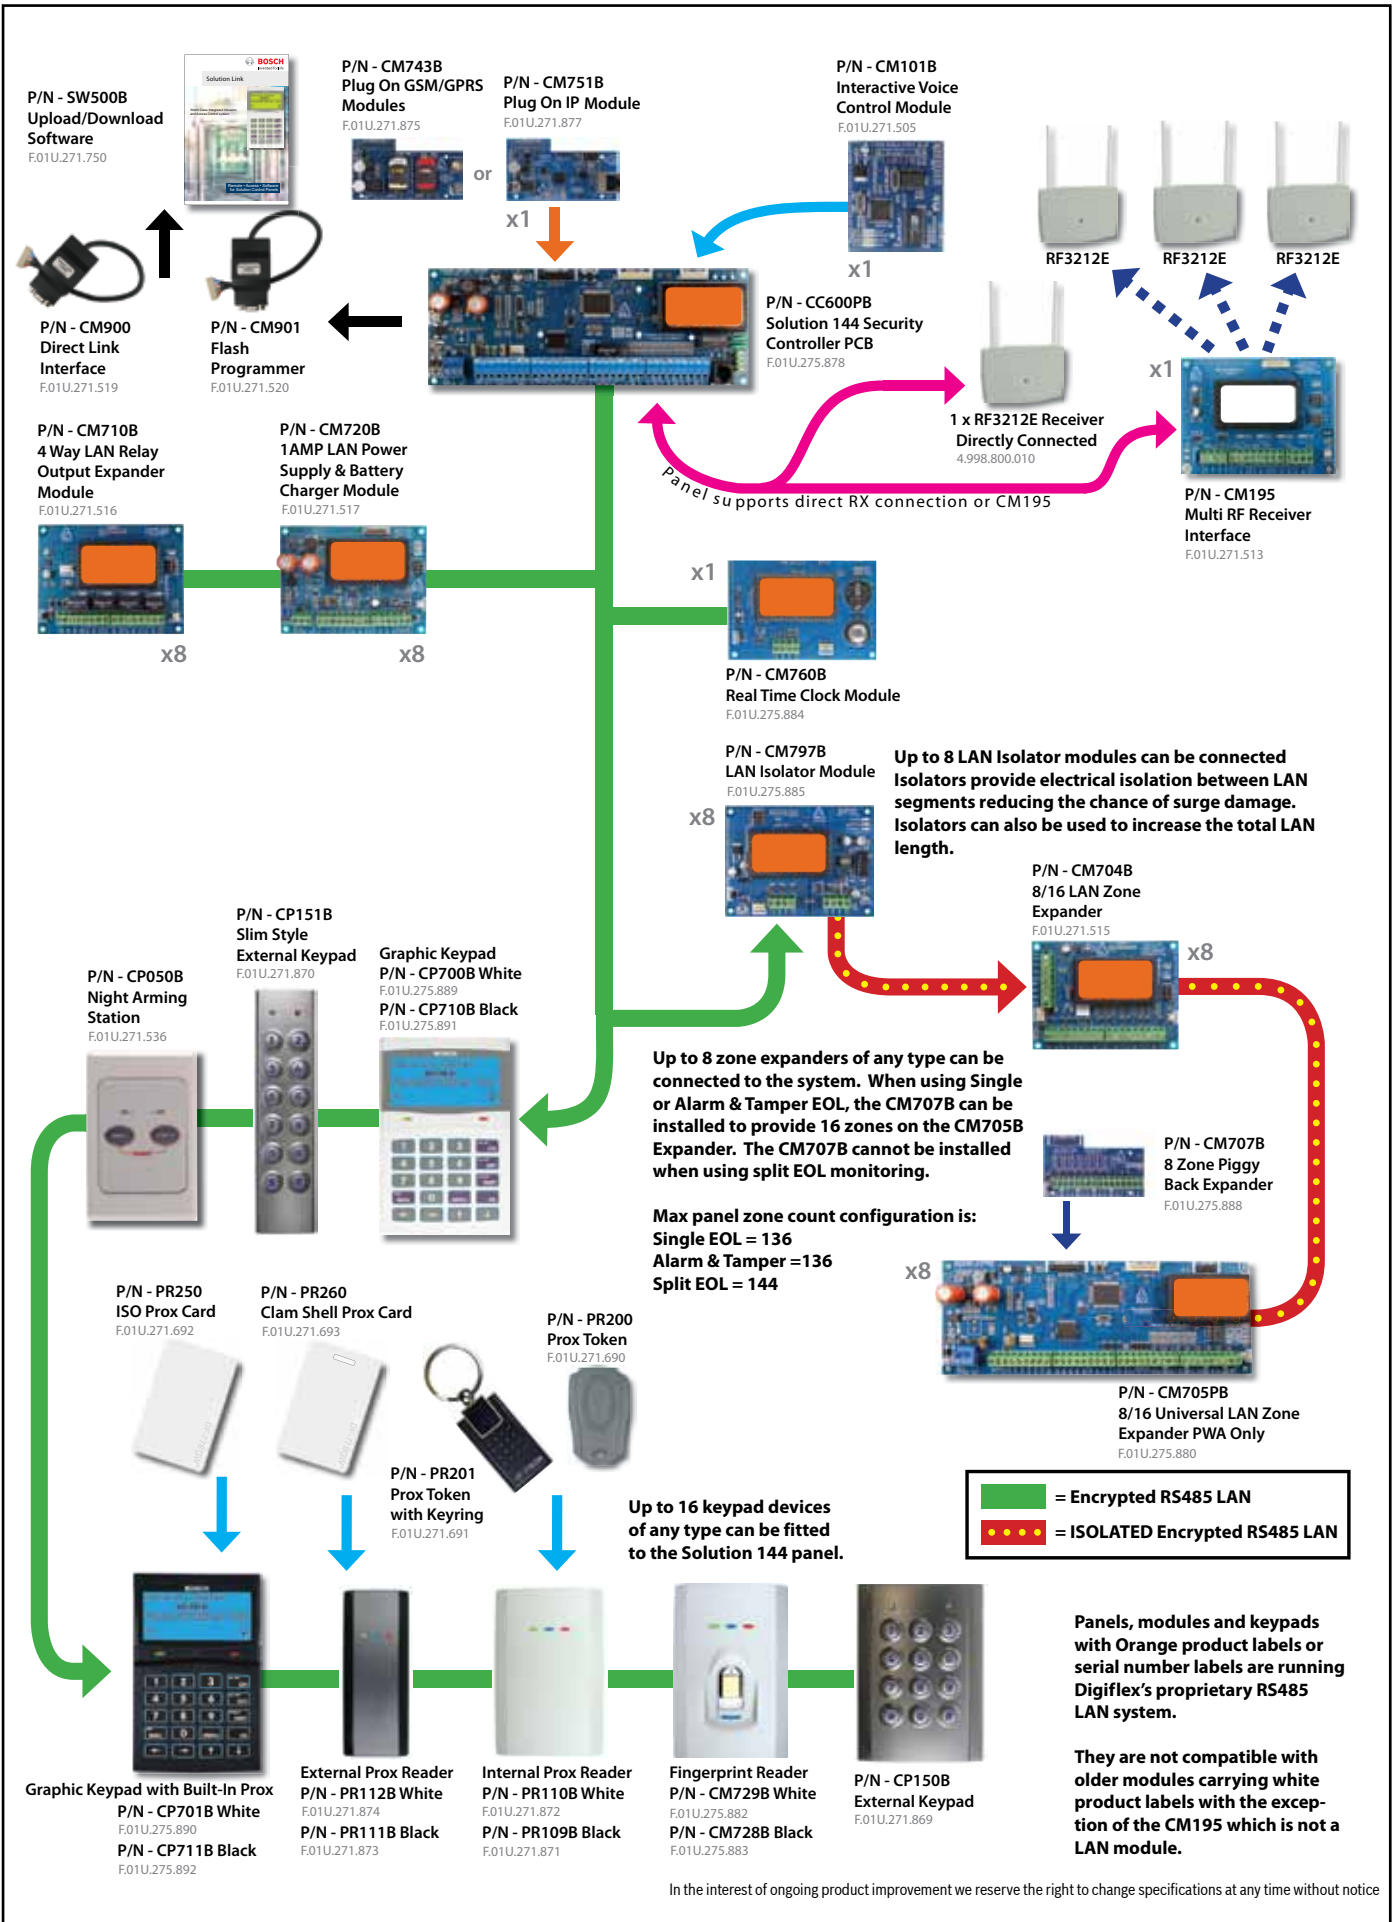 P/N - SW500B
Upload/Download
Software
F.01U.271.750
BOSCH
Solution Link
P/N - CM743B
Plug On GSM/GPRS
Modules
F.01U.271.875
or
P/N - CM751B
Plug On IP Module
F.01U.271.877
x1
P/N - CM101B
Interactive Voice
Control Module
F.01U.271.505
x1
RF3212E
RF3212E
RF3212E
P/N - CM900
Direct Link
Interface
F.01U.271.519
P/N - CM901
Flash
Programmer
F.01U.271.520
P/N - CC600PB
Solution 144 Security
Controller PCB
F.01U.275.878
1 x RF3212E Receiver
Directly Connected
4.998.800.010
x1
P/N - CM195
Multi RF Receiver
Interface
F.01U.271.513
Panel supports direct RX connection or CM195
P/N - CM710B
4 Way LAN Relay
Output Expander
Module
F.01U.271.516
x8
P/N - CM720B
1AMP LAN Power
Supply & Battery
Charger Module
F.01U.271.517
x8
x1
P/N - CM760B
Real Time Clock Module
F.01U.275.884
P/N - CM797B
LAN Isolator Module
F.01U.275.885
x8
Up to 8 LAN Isolator modules can be connected
Isolators provide electrical isolation between LAN
segments reducing the chance of surge damage.
Isolators can also be used to increase the total LAN
length.
P/N - CM704B
8/16 LAN Zone
Expander
F.01U.271.515
x8
P/N - CP050B
Night Arming
Station
F.01U.271.536
P/N - CP151B
Slim Style
External Keypad
F.01U.271.870
Graphic Keypad
P/N - CP700B White
F.01U.275.889
P/N - CP710B Black
F.01U.275.891
Up to 8 zone expanders of any type can be
connected to the system. When using Single
or Alarm & Tamper EOL, the CM707B can be
installed to provide 16 zones on the CM705B
Expander. The CM707B cannot be installed
when using split EOL monitoring.
Max panel zone count configuration is:
Single EOL = 136
Alarm & Tamper =136
Split EOL = 144
P/N - CM707B
8 Zone Piggy
Back Expander
F.01U.275.888
x8
P/N - CM705PB
8/16 Universal LAN Zone
Expander PWA Only
F.01U.275.880
P/N - PR250
ISO Prox Card
F.01U.271.692
P/N - PR260
Clam Shell Prox Card
F.01U.271.693
P/N - PR201
Prox Token
with Keyring
F.01U.271.691
P/N - PR200
Prox Token
F.01U.271.690
Up to 16 keypad devices
of any type can be fitted
to the Solution 144 panel.
= Encrypted RS485 LAN
= ISOLATED Encrypted RS485 LAN
Graphic Keypad with Built-In Prox
P/N - CP701B White
F.01U.275.890
P/N - CP711B Black
F.01U.275.892
External Prox Reader
P/N - PR112B White
F.01U.271.874
P/N - PR111B Black
F.01U.271.873
Internal Prox Reader
P/N - PR110B White
F.01U.271.872
P/N - PR109B Black
F.01U.271.871
Fingerprint Reader
P/N - CM729B White
F.01U.275.882
P/N - CM728B Black
F.01U.275.883
P/N - CP150B
External Keypad
F.01U.271.869
Panels, modules and keypads
with Orange product labels or
serial number labels are running
Digiflex's proprietary RS485
LAN system.
They are not compatible with
older modules carrying white
product labels with the excep-
tion of the CM195 which is not a
LAN module.
In the interest of ongoing product improvement we reserve the right to change specifications at any time without notice